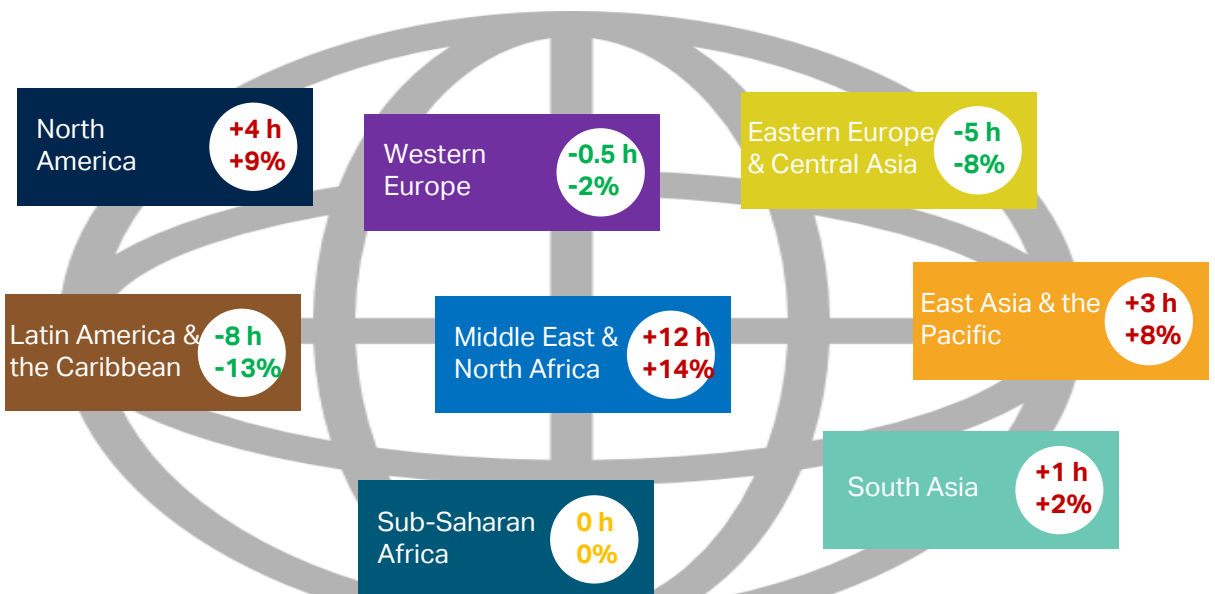 North
America
+4 h
+9%
Western
Europe
-0.5 h
-2%
Eastern Europe
& Central Asia
-5 h
-8%
Latin America &
the Caribbean
-8 h
-13%
Middle East &
North Africa
+12 h
+14%
East Asia & the
Pacific
+3 h
+8%
Sub-Saharan
Africa
0 h
0%
South Asia
+1 h
+2%